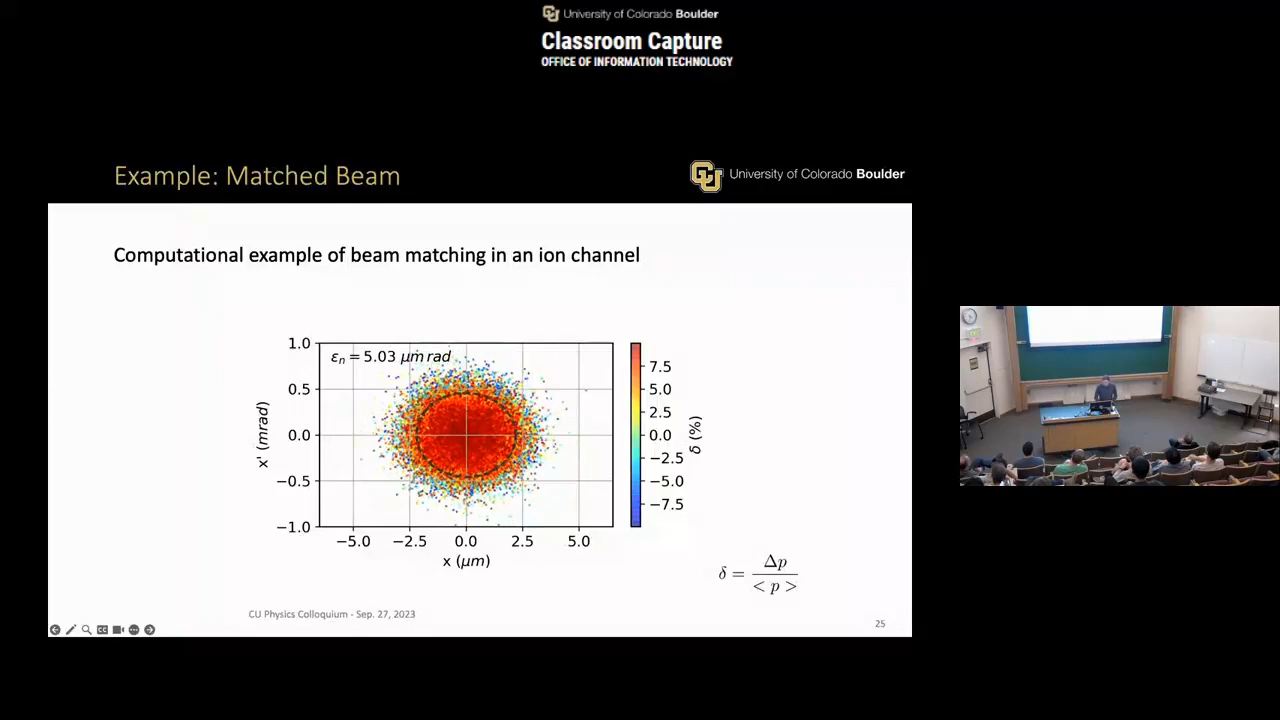 University of Colorado Boulder
Classroom Capture
OFFICE OF INFORMATION TECHNOLOGY
Example: Matched Beam
CU University of Colorado Boulder
Computational example of beam matching in an ion channel
εn = 5.03 μm rad
1.0
0.5
0.0
−0.5
−1.0
x' (mrad)
−5.0 −2.5 0.0 2.5 5.0
x (μm)
7.5
5.0
2.5
0.0
−2.5
−5.0
−7.5
δ (%)
δ = Δp / < p >
CU Physics Colloquium - Sep. 27, 2023
25